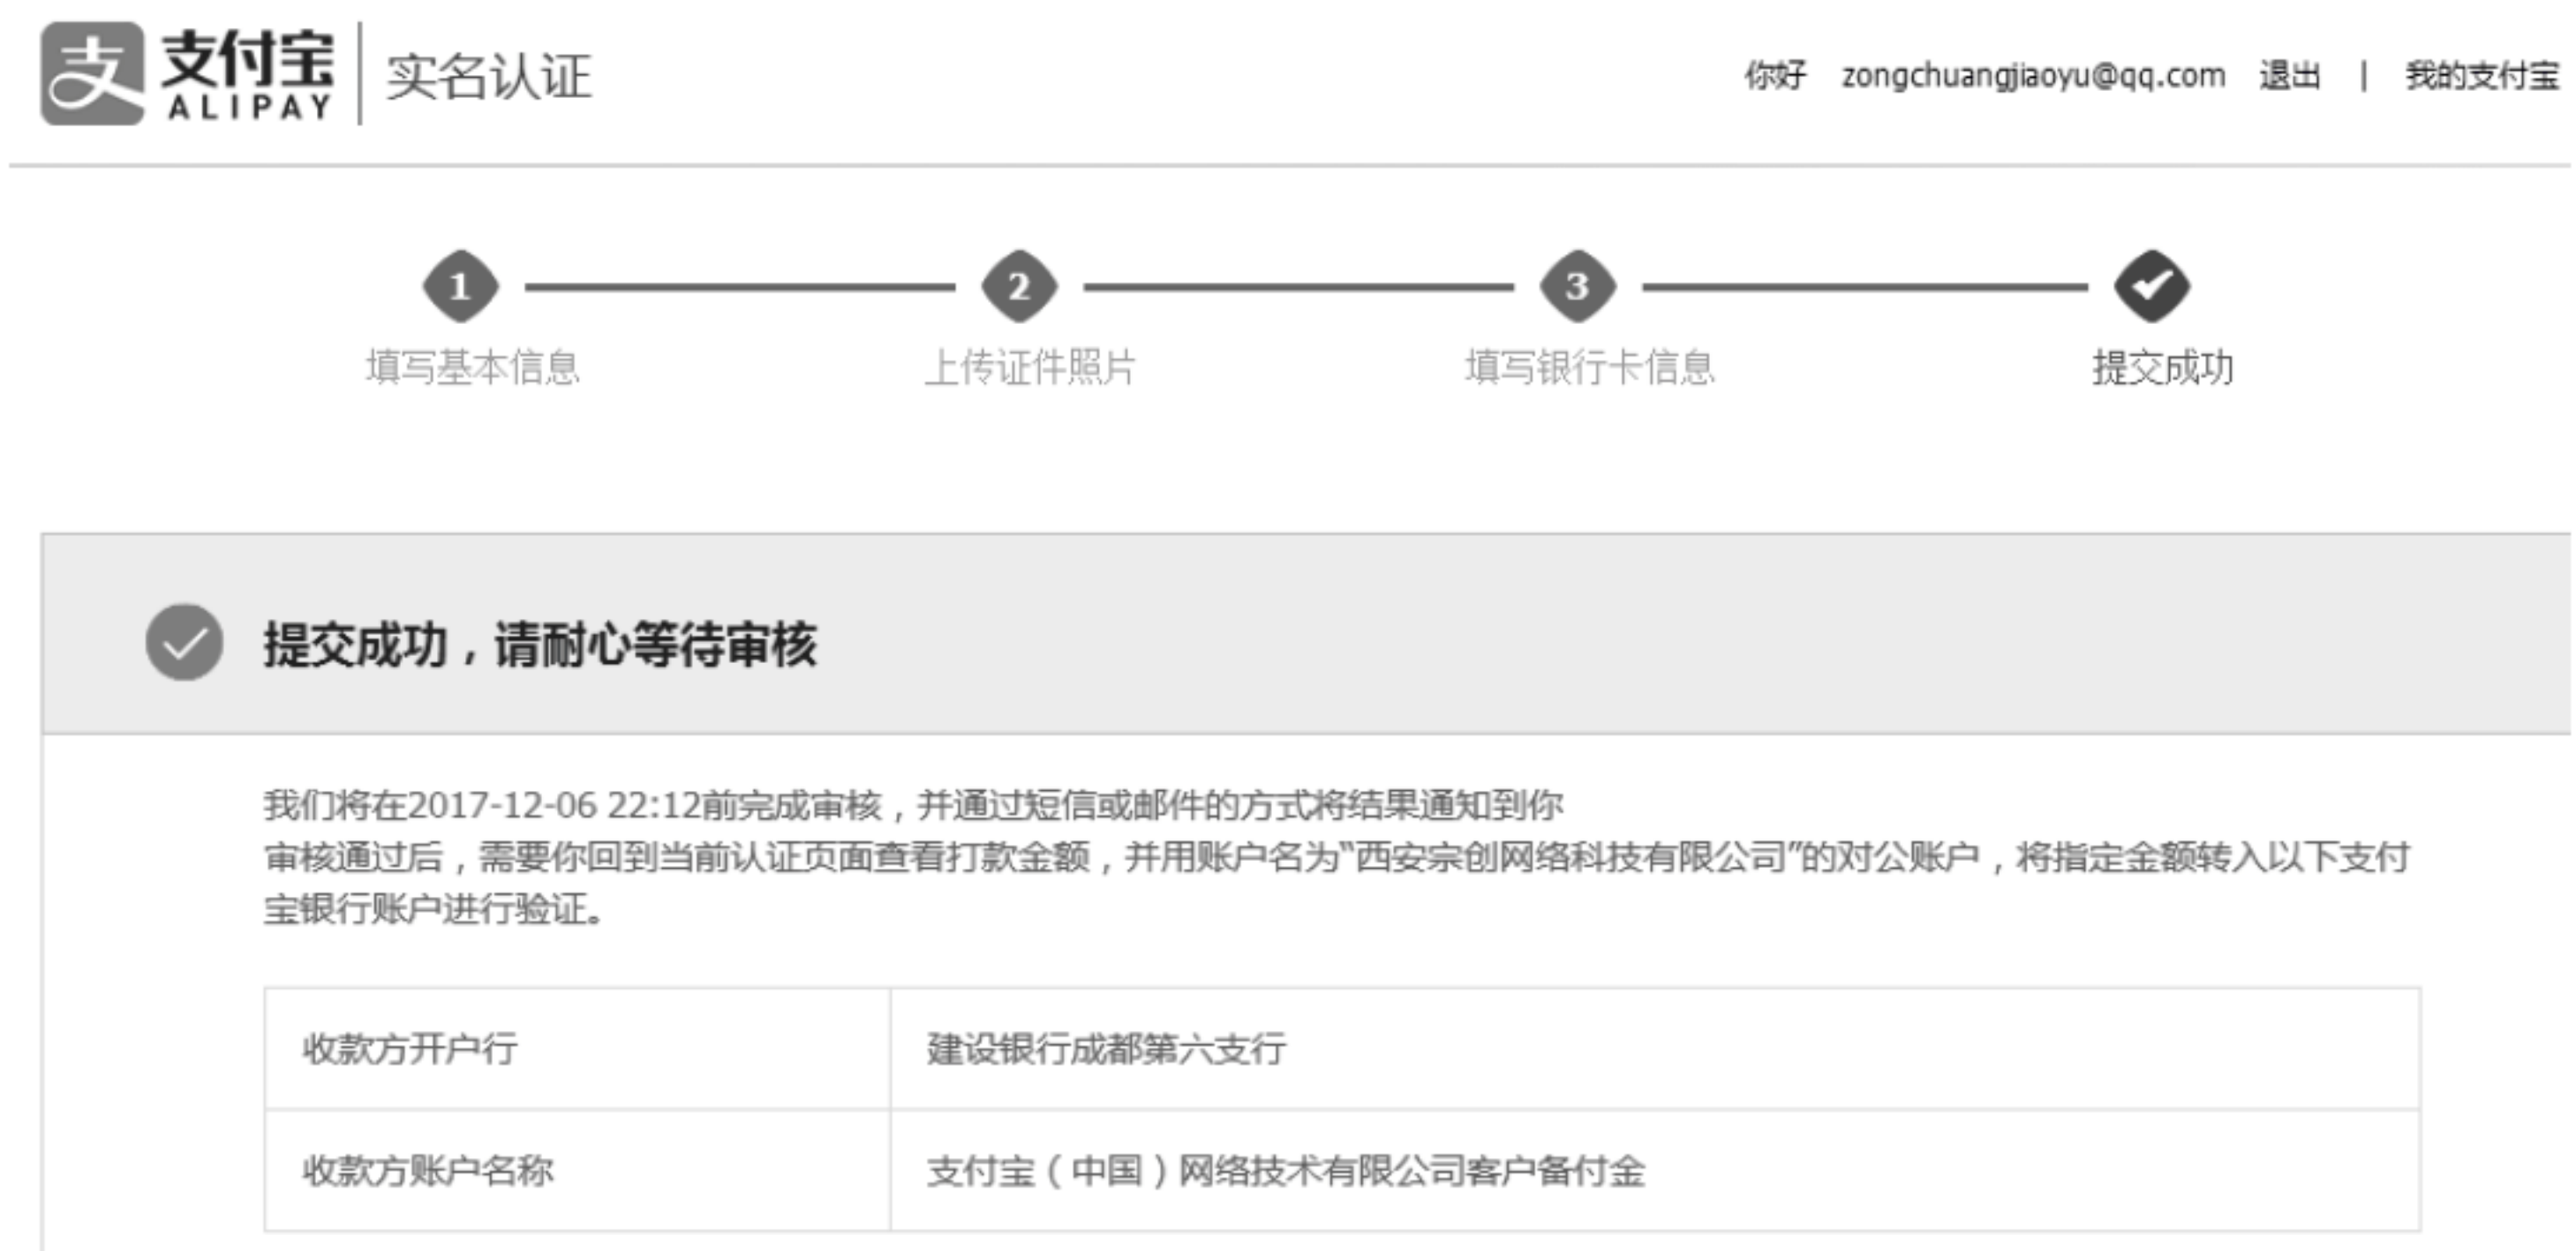 支 支付宝 ALIPAY | 实名认证
你好 zongchuangjiaoyu@qq.com 退出 | 我的支付宝
1 2 3
填写基本信息 上传证件照片 填写银行卡信息 提交成功
提交成功，请耐心等待审核
我们将在2017-12-06 22:12前完成审核，并通过短信或邮件的方式将结果通知到你
审核通过后，需要你回到当前认证页面查看打款金额，并用账户名为"西安宗创网络科技有限公司"的对公账户，将指定金额转入以下支付
宝银行账户进行验证。
收款方开户行 建设银行成都第六支行
收款方账户名称 支付宝（中国）网络技术有限公司客户备付金